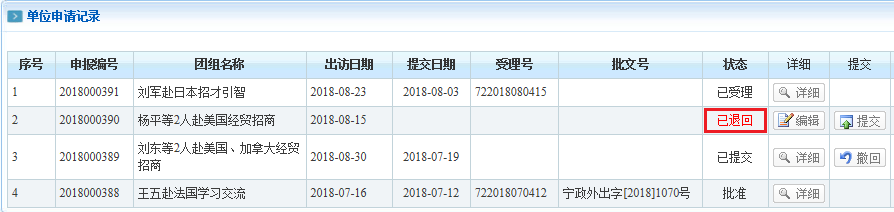 单位申请记录
序号 申报编号 团组名称 出访日期 提交日期 受理号 批文号 状态 详细 提交
1 2018000391 刘军赴日本招才引智 2018-08-23 2018-08-03 722018080415 已受理 详细
2 2018000390 杨平等2人赴美国经贸招商 2018-08-15 已退回 编辑 提交
3 2018000389 刘东等2人赴美国、加拿大经贸
招商 2018-08-30 2018-07-19 已提交 详细 撤回
4 2018000388 王五赴法国学习交流 2018-07-16 2018-07-12 722018070412 宁政外出字[2018]1070号 批准 详细